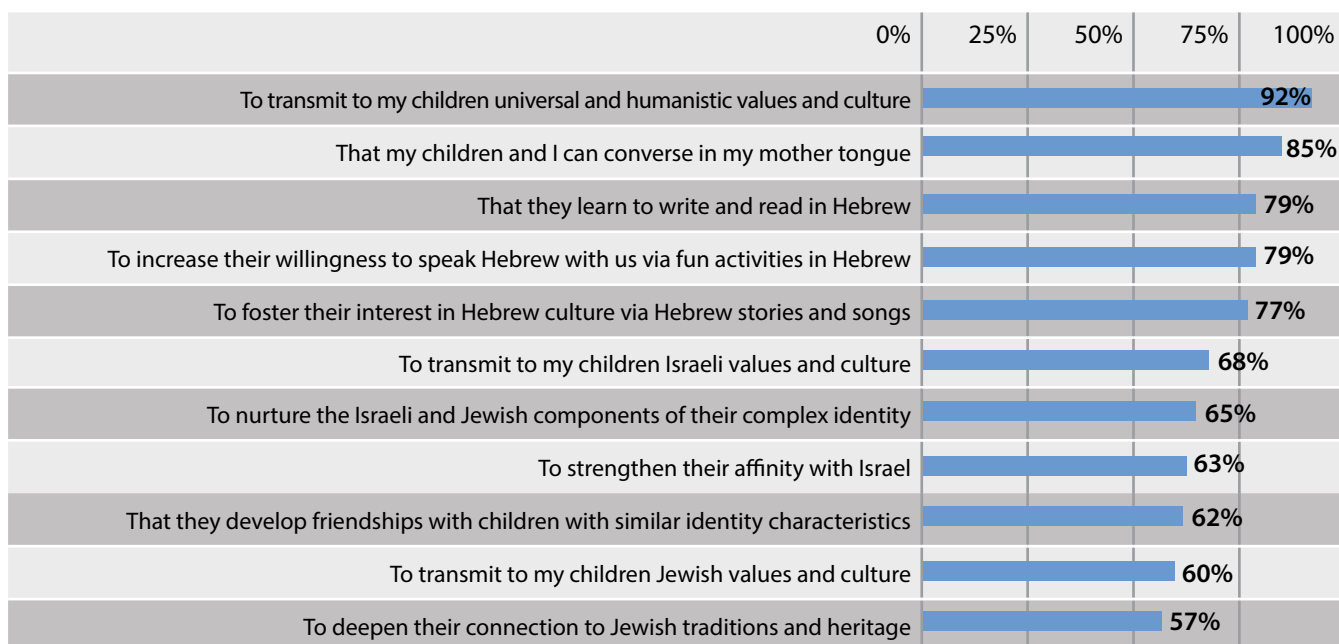 0% 25% 50% 75% 100%
To transmit to my children universal and humanistic values and culture 92%
That my children and I can converse in my mother tongue 85%
That they learn to write and read in Hebrew 79%
To increase their willingness to speak Hebrew with us via fun activities in Hebrew 79%
To foster their interest in Hebrew culture via Hebrew stories and songs 77%
To transmit to my children Israeli values and culture 68%
To nurture the Israeli and Jewish components of their complex identity 65%
To strengthen their affinity with Israel 63%
That they develop friendships with children with similar identity characteristics 62%
To transmit to my children Jewish values and culture 60%
To deepen their connection to Jewish traditions and heritage 57%